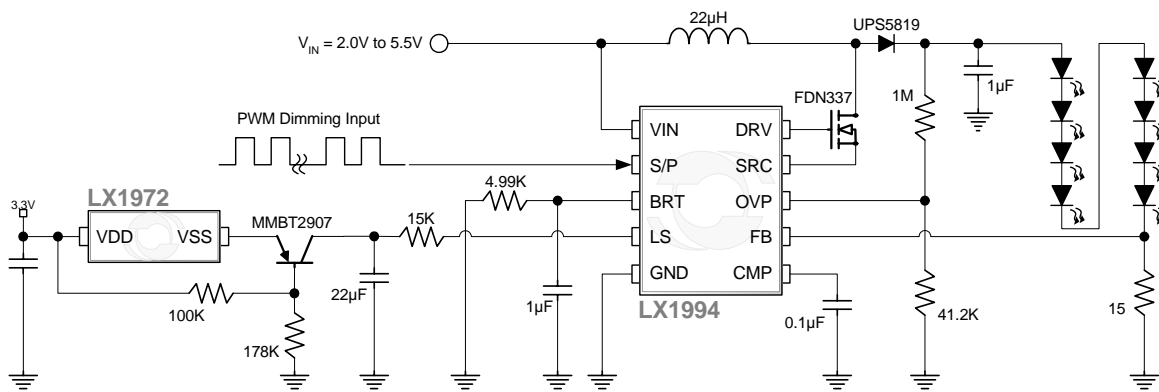 22µH
UPS5819
V_IN = 2.0V to 5.5V
1µF
1M
FDN337
PWM Dimming Input
VIN
DRV
S/P
SRC
4.99K
BRT
OVP
LX1972
3.3V
MMBT2907
15K
VDD
VSS
LS
FB
GND
CMP
22µF
LX1994
100K
1µF
0.1µF
41.2K
15
178K